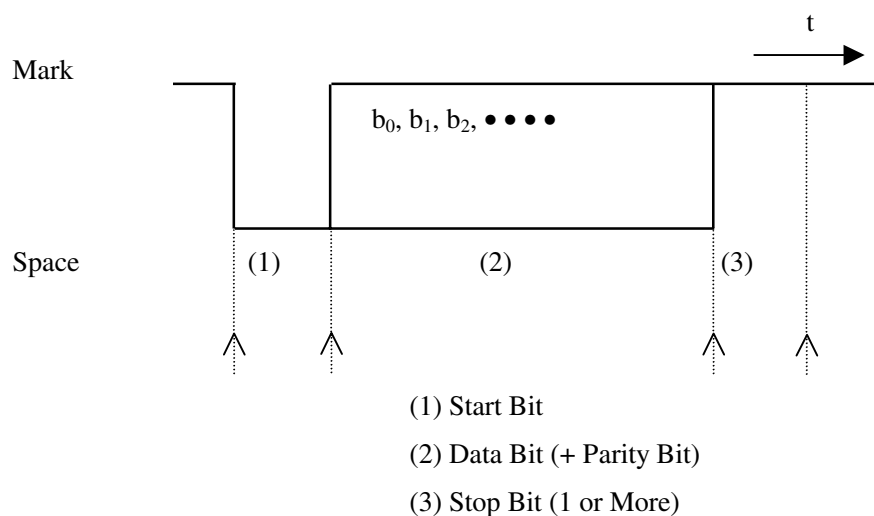 t
Mark
b₀, b₁, b₂, ●●●●
Space
(1)
(2)
(3)
(1) Start Bit
(2) Data Bit (+ Parity Bit)
(3) Stop Bit (1 or More)